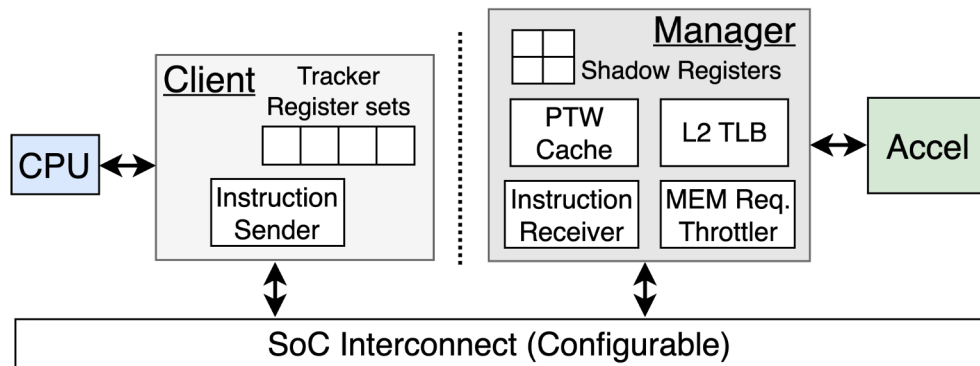 CPU
Client
Tracker
Register sets
Instruction
Sender
Manager
Shadow Registers
PTW
Cache
L2 TLB
Instruction
Receiver
MEM Req.
Throttler
Accel
SoC Interconnect (Configurable)